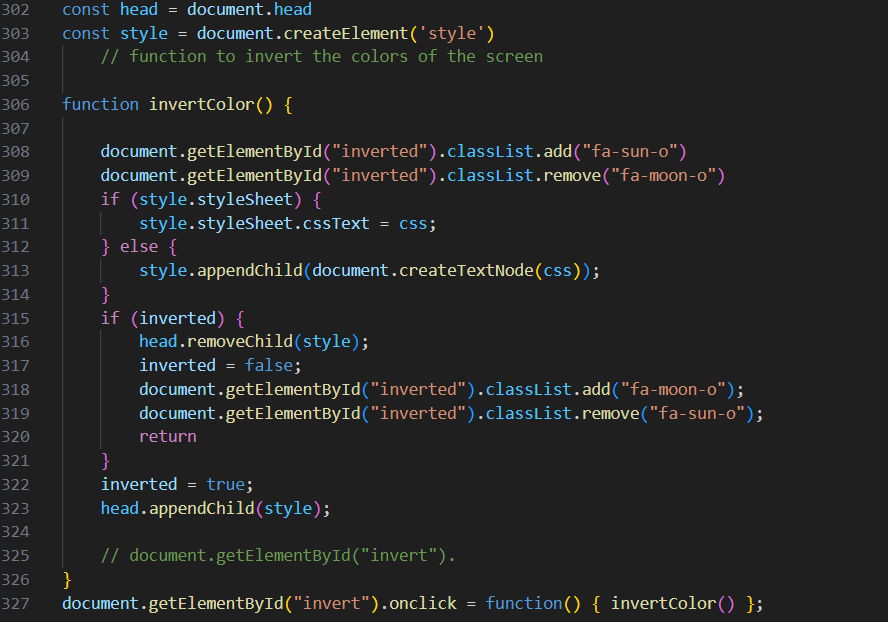 302 const head = document.head
303 const style = document.createElement('style')
304 // function to invert the colors of the screen
305
306 function invertColor() {
307
308 document.getElementById("inverted").classList.add("fa-sun-o")
309 document.getElementById("inverted").classList.remove("fa-moon-o")
310 if (style.styleSheet) {
311 style.styleSheet.cssText = css;
312 } else {
313 style.appendChild(document.createTextNode(css));
314 }
315 if (inverted) {
316 head.removeChild(style);
317 inverted = false;
318 document.getElementById("inverted").classList.add("fa-moon-o");
319 document.getElementById("inverted").classList.remove("fa-sun-o");
320 return
321 }
322 inverted = true;
323 head.appendChild(style);
324
325 // document.getElementById("invert").
326 }
327 document.getElementById("invert").onclick = function() { invertColor() };